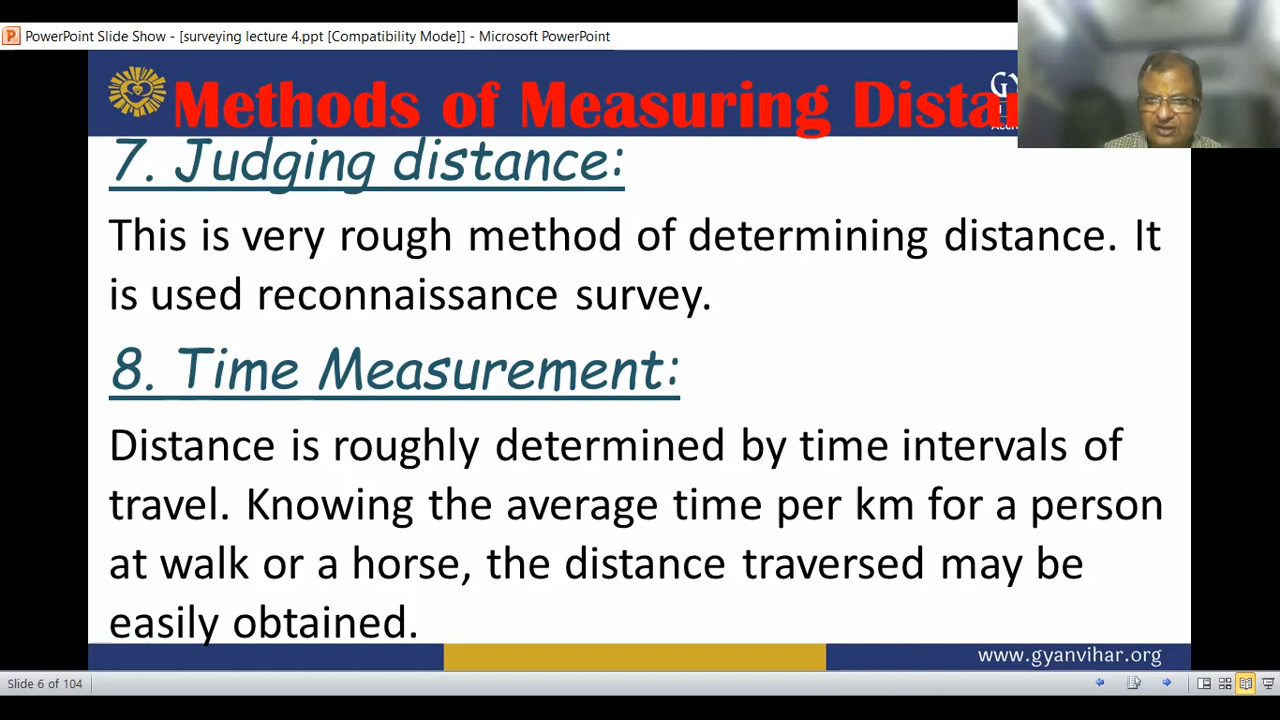 PowerPoint Slide Show - [surveying lecture 4.ppt [Compatibility Mode]] - Microsoft PowerPoint
Methods of Measuring
7. Judging distance:
This is very rough method of determining distance. It
is used reconnaissance survey.
8. Time Measurement:
Distance is roughly determined by time intervals of
travel. Knowing the average time per km for a person
at walk or a horse, the distance traversed may be
easily obtained.
www.gyanvihar.org
Slide 6 of 104